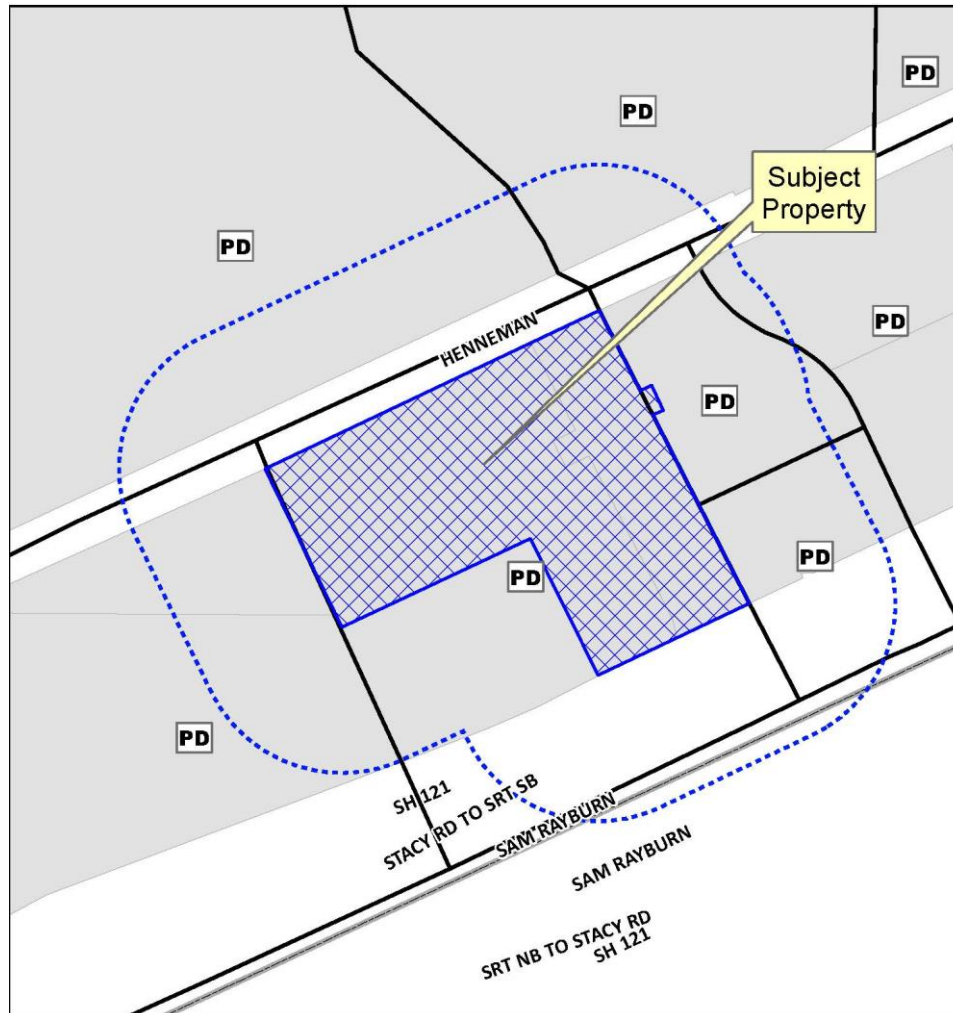 PD
PD
Subject
Property
PD
PD
HENNEMAN
PD
PD
PD
PD
SH 121
STACY RD TO SRT SB
SAM RAYBURN
SAM RAYBURN
SRT NB TO STACY RD
SH 121